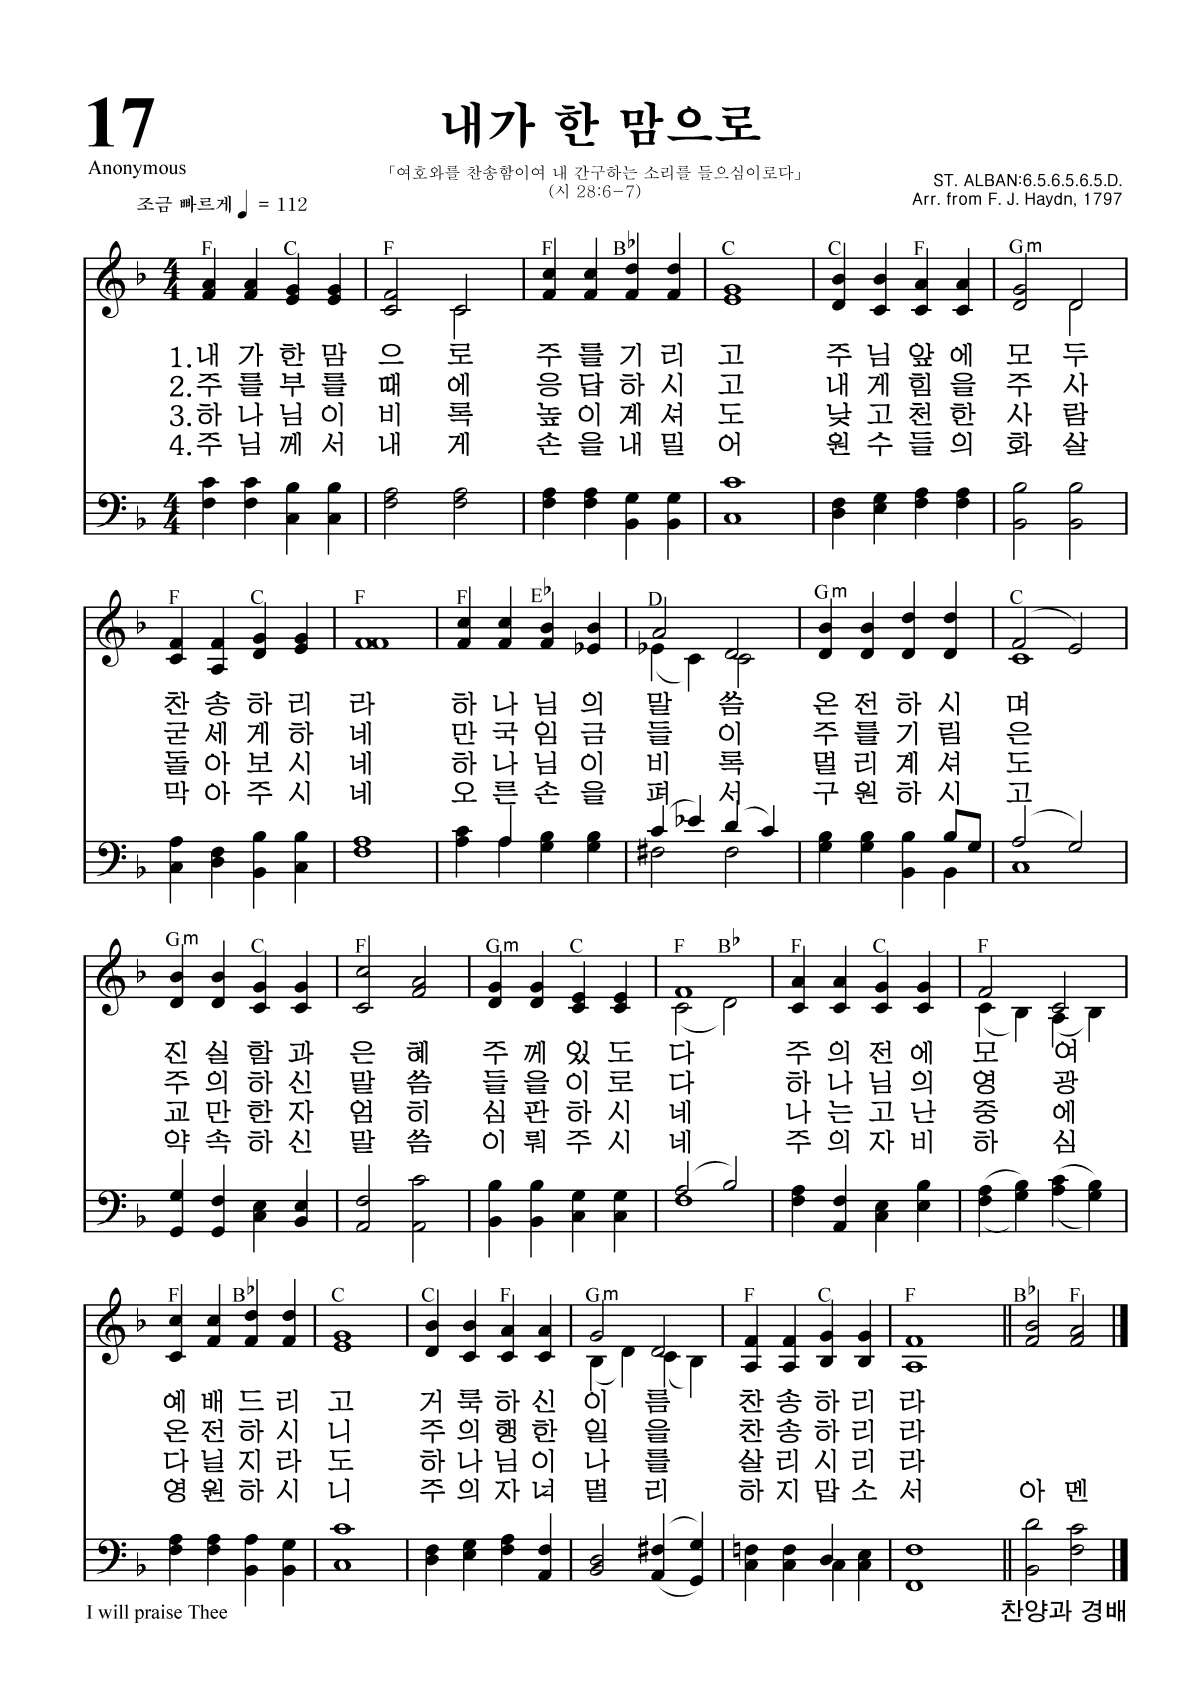 17
내가 한 맘으로
Anonymous
「여호와를 찬송함이여 내 간구하는 소리를 들으심이로다」
(시 28:6-7)
ST. ALBAN:6.5.6.5.6.5.D.
Arr. from F. J. Haydn, 1797
조금 빠르게 ♩ = 112
F C F F B♭ C C F Gm
1.내 가 한 맘 으 로 주 를 기 리 고 주 님 앞 에 모 두
2.주 를 부 를 때 에 응 답 하 시 고 내 게 힘 을 주 사
3.하 나 님 이 비 록 높 이 계 셔 도 낮 고 천 한 사 람
4.주 님 께 서 내 게 손 을 내 밀 어 원 수 들 의 화 살
F C F F E♭ D Gm C
찬 송 하 리 라 하 나 님 의 말 씀 온 전 하 시 며
굳 세 게 하 네 만 국 임 금 들 이 주 를 기 림 은
돌 아 보 시 네 하 나 님 이 비 록 멀 리 계 셔 도
막 아 주 시 네 오 른 손 을 펴 서 구 원 하 시 고
Gm C F Gm C F B♭ F C F
진 실 함 과 은 혜 주 께 있 도 다 주 의 전 에 모 여
주 의 하 신 말 씀 들 을 이 로 다 하 나 님 의 영 광
교 만 한 자 엄 히 심 판 하 시 네 나 는 고 난 중 에
약 속 하 신 말 씀 이 뤄 주 시 네 주 의 자 비 하 심
F B♭ C C F Gm F C F B♭ F
예 배 드 리 고 거 룩 하 신 이 름 찬 송 하 리 라
온 전 하 시 니 주 의 행 한 일 을 찬 송 하 리 라
다 닐 지 라 도 하 나 님 이 나 를 살 리 시 리 라
영 원 하 시 니 주 의 자 녀 멀 리 하 지 맙 소 서 아 멘
I will praise Thee
찬양과 경배